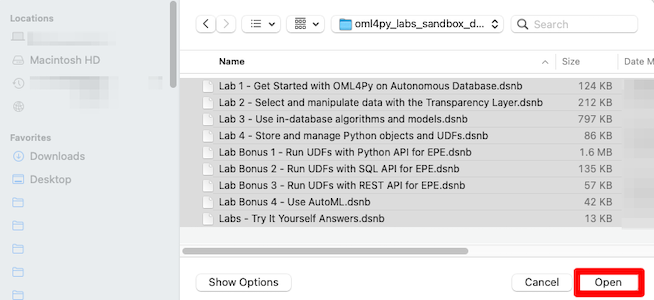 Locations
Macintosh HD
Favorites
Downloads
Desktop
oml4py_labs_sandbox_d...
Search
Name Size Date M
Lab 1 - Get Started with OML4Py on Autonomous Database.dsnb 124 KB
Lab 2 - Select and manipulate data with the Transparency Layer.dsnb 212 KB
Lab 3 - Use in-database algorithms and models.dsnb 797 KB
Lab 4 - Store and manage Python objects and UDFs.dsnb 86 KB
Lab Bonus 1 - Run UDFs with Python API for EPE.dsnb 1.6 MB
Lab Bonus 2 - Run UDFs with SQL API for EPE.dsnb 135 KB
Lab Bonus 3 - Run UDFs with REST API for EPE.dsnb 57 KB
Lab Bonus 4 - Use AutoML.dsnb 42 KB
Labs - Try It Yourself Answers.dsnb 13 KB
Show Options Cancel Open